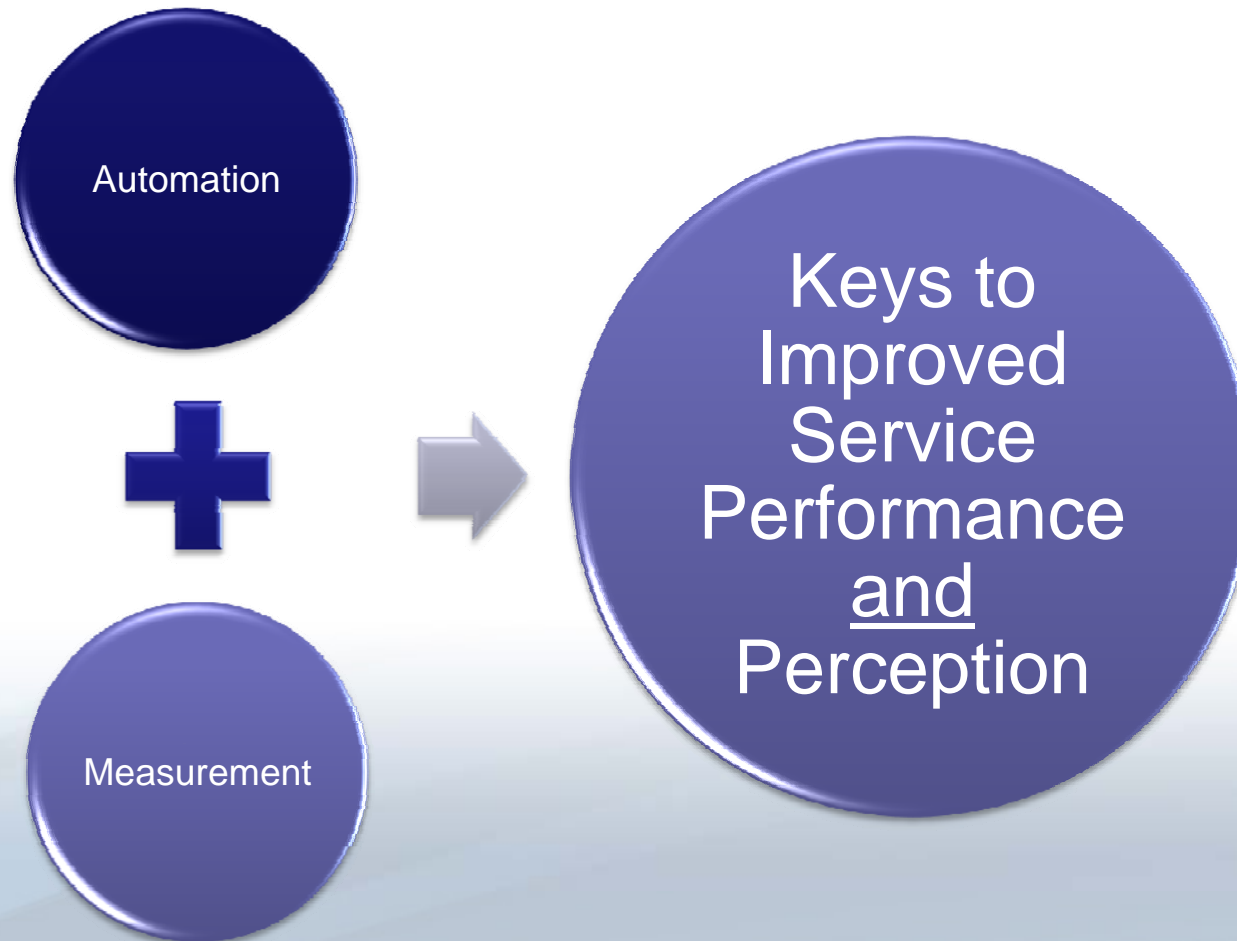 Automation
Measurement
Keys to
Improved
Service
Performance
and
Perception